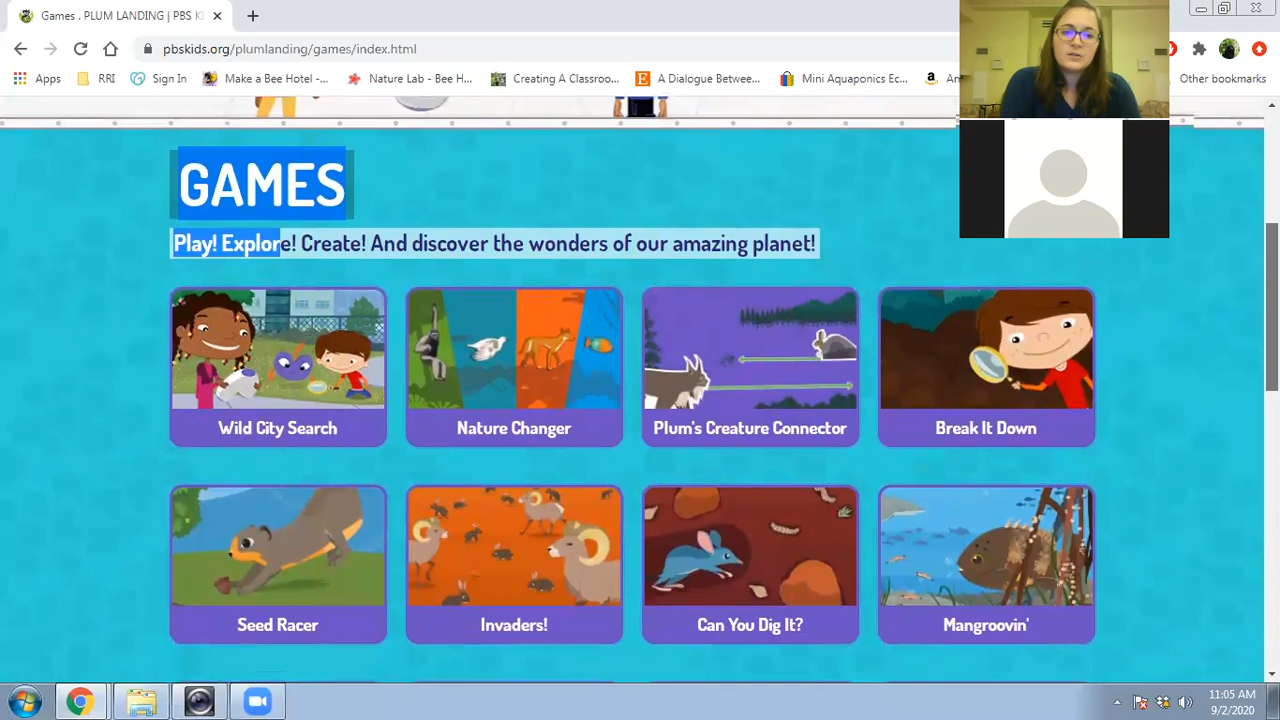 Games . PLUM LANDING | PBS Ki
pbskids.org/plumlanding/games/index.html
Apps
RRI
Sign In
Make a Bee Hotel -...
Nature Lab - Bee H...
Creating A Classroo...
A Dialogue Betwee...
Mini Aquaponics Ec...
Other bookmarks
GAMES
Play! Explore! Create! And discover the wonders of our amazing planet!
Wild City Search
Nature Changer
Plum's Creature Connector
Break It Down
Seed Racer
Invaders!
Can You Dig It?
Mangroovin'
11:05 AM
9/2/2020